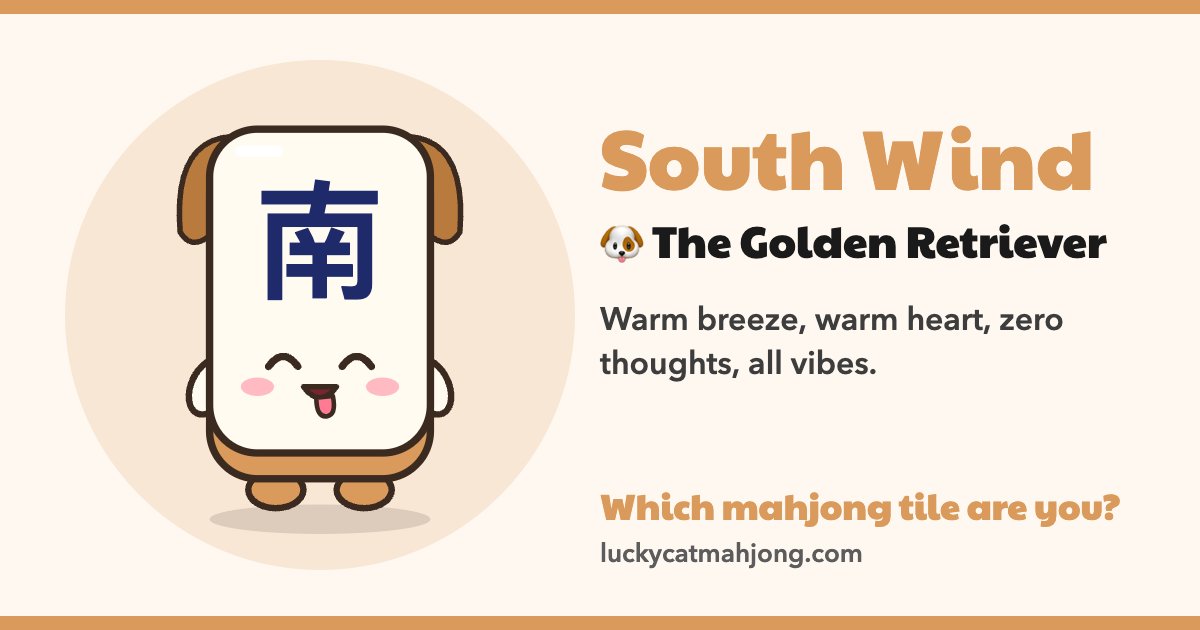 南
South Wind
🐶 The Golden Retriever
Warm breeze, warm heart, zero
thoughts, all vibes.
Which mahjong tile are you?
luckycatmahjong.com